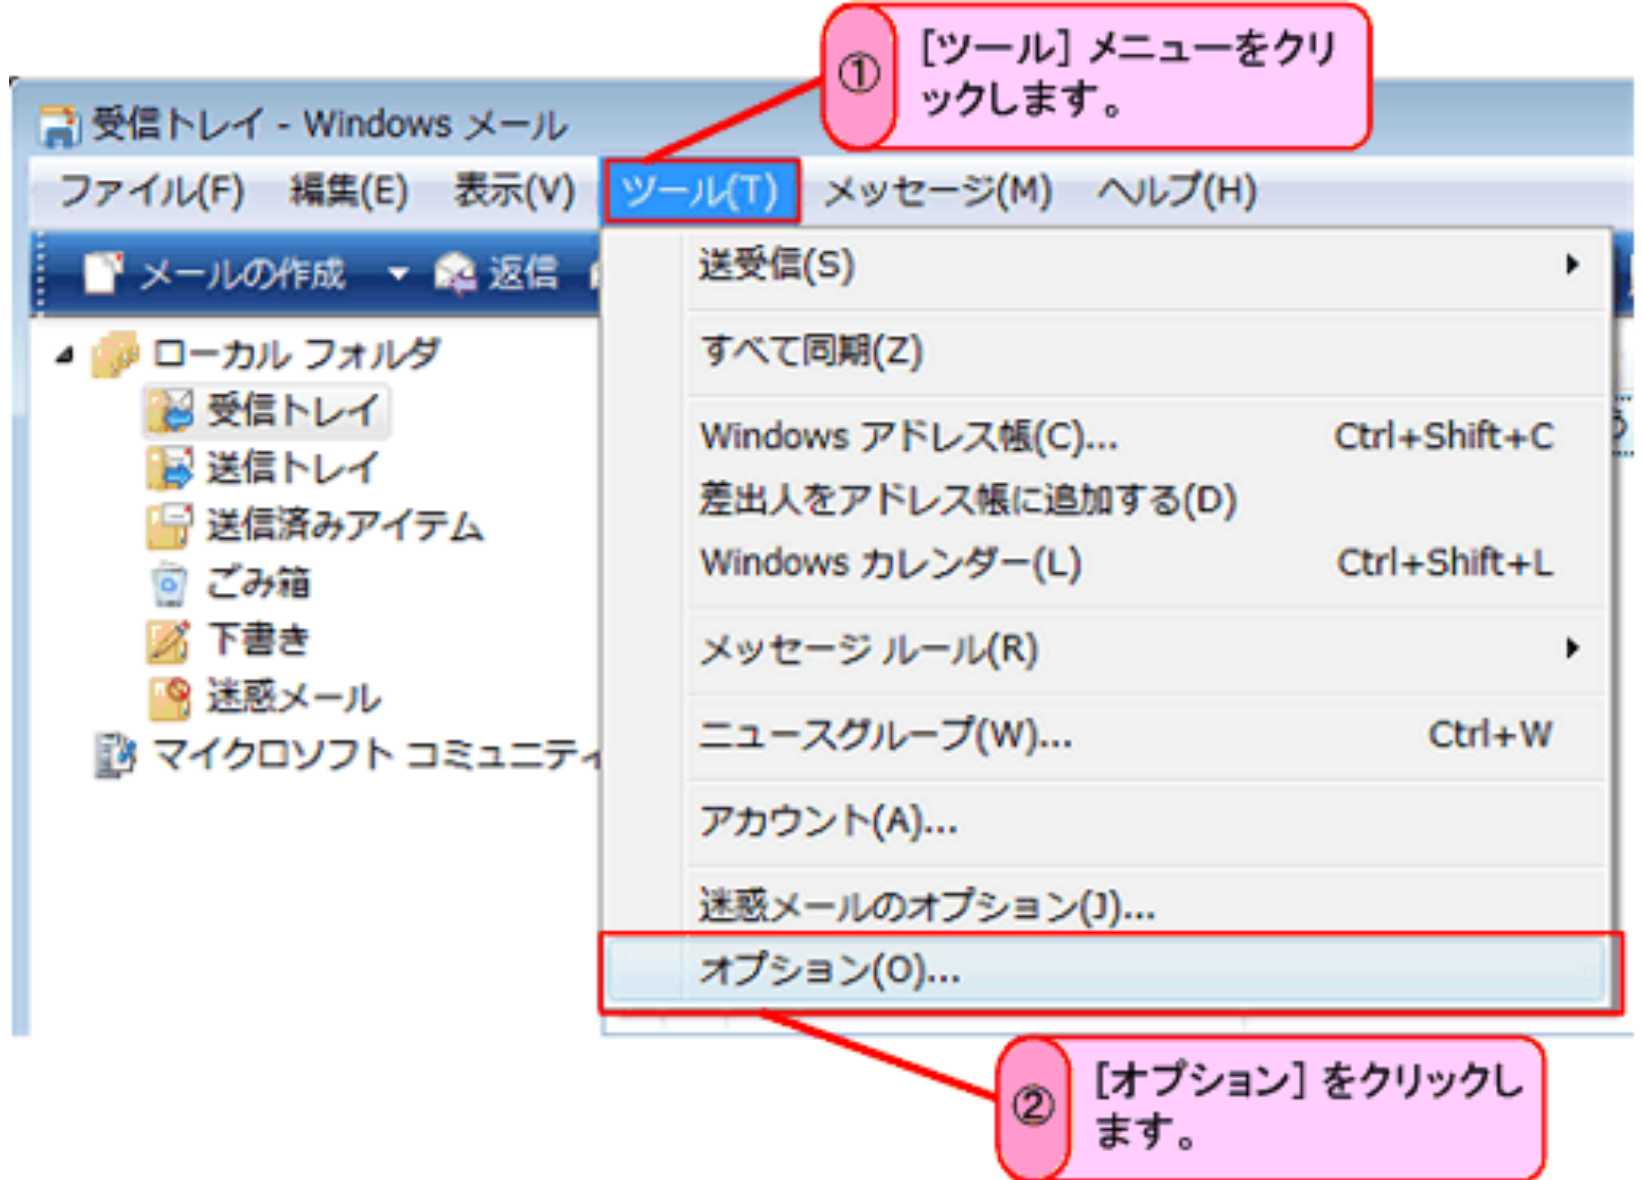 ①
[ツール] メニューをクリ
ックします。
受信トレイ - Windows メール
ファイル(F) 編集(E) 表示(V) ツール(T) メッセージ(M) ヘルプ(H)
メールの作成 返信
送受信(S)
すべて同期(Z)
Windows アドレス帳(C)... Ctrl+Shift+C
差出人をアドレス帳に追加する(D)
Windows カレンダー(L) Ctrl+Shift+L
メッセージ ルール(R)
ニュースグループ(W)... Ctrl+W
アカウント(A)...
迷惑メールのオプション(J)...
オプション(O)...
ローカル フォルダ
受信トレイ
送信トレイ
送信済みアイテム
ごみ箱
下書き
迷惑メール
マイクロソフト コミュニティ
②
[オプション] をクリックし
ます。